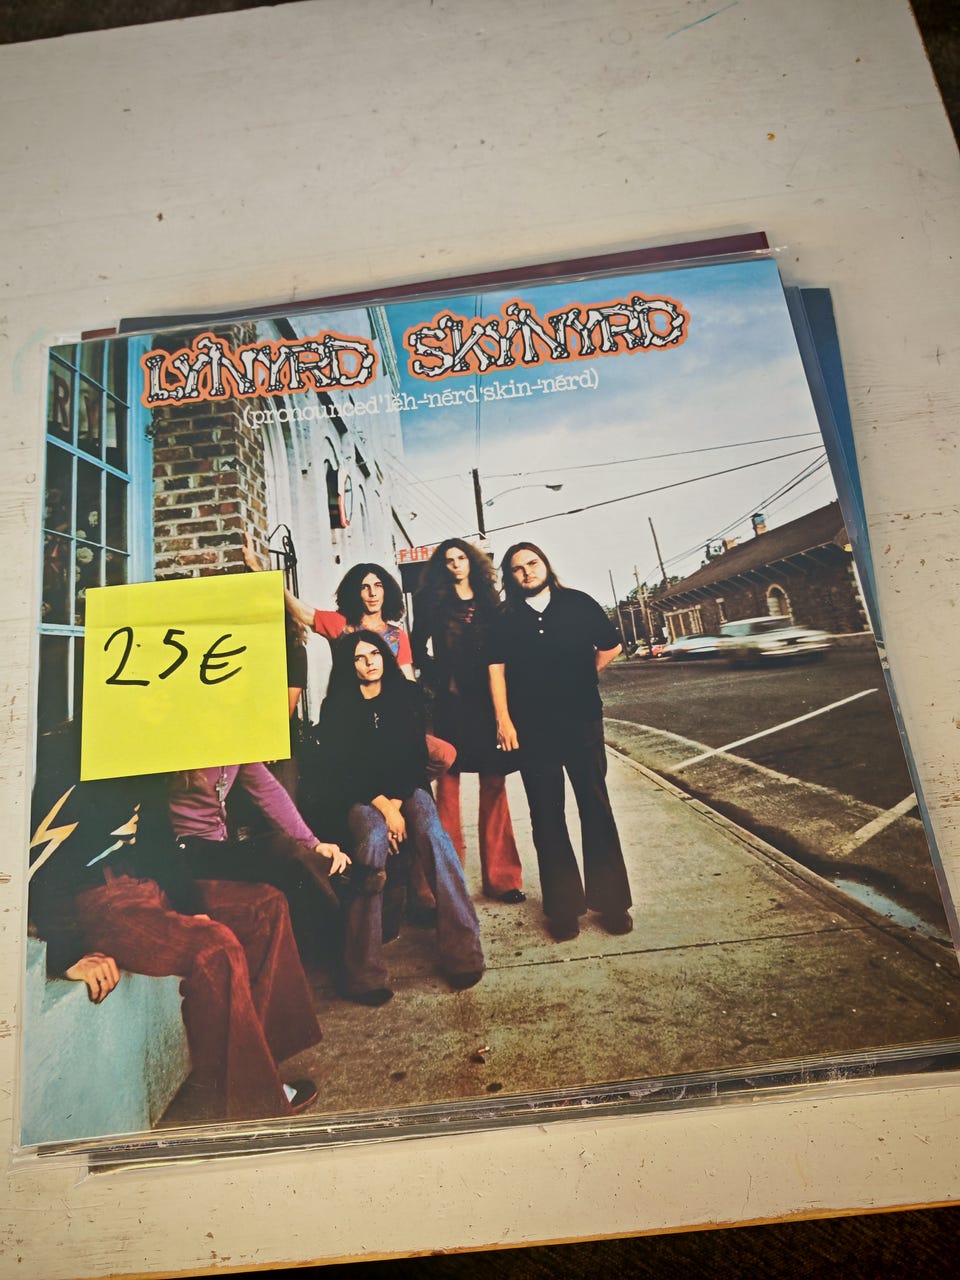 LYNYRD SKYNYRD
(pronounced 'lĕh-'nérd 'skin-'nérd)
25€